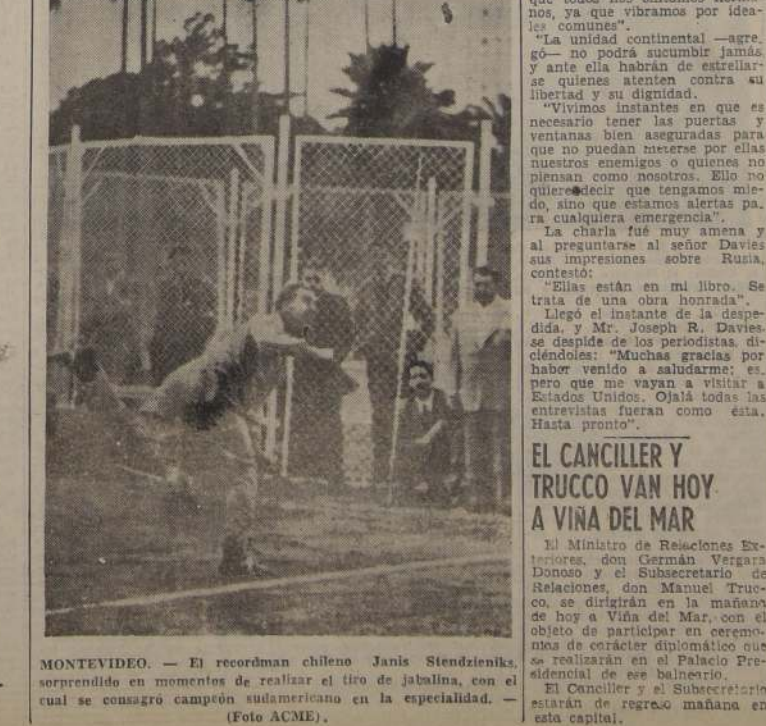 MONTEVIDEO. — El recordman chileno Janis Stendzieniks,
sorprendido en momentos de realizar el tiro de jabalina, con el
cual se consagró campeón sudamericano en la especialidad. —
(Foto ACME).
que todos nos
nos, ya que vibramos por idea-
les comunes".
"La unidad continental —agre.
gó— no podrá sucumbir jamás
y ante ella habrán de estrellar-
se quienes atenten contra su
libertad y su dignidad.
"Vivimos instantes en que es
necesario tener las puertas y
ventanas bien aseguradas para
que no puedan meterse por ellas
nuestros enemigos o quienes no
piensan como nosotros. Ello no
quiere decir que tengamos mie-
do, sino que estamos alertas pa.
ra cualquiera emergencia".
La charla fué muy amena y
al preguntarse al señor Davies
sus impresiones sobre Rusia,
contestó:
"Ellas están en mi libro. Se
trata de una obra honrada".
Llegó el instante de la despe-
dida, y Mr. Joseph R. Davies.
se despide de los periodistas, di-
ciéndoles: "Muchas gracias por
haber venido a saludarme; es.
pero que me vayan a visitar a
Estados Unidos. Ojalá todas las
entrevistas fueran como ésta.
Hasta pronto".
EL CANCILLER Y
TRUCCO VAN HOY
A VIÑA DEL MAR
El Ministro de Relaciones Ex-
teriores, don Germán Vergara
Donoso y el Subsecretario de
Relaciones, don Manuel Truc-
co, se dirigirán en la mañana
de hoy a Viña del Mar, con el
objeto de participar en ceremo-
nias de carácter diplomático que
se realizarán en el Palacio Pre-
sidencial de ese balneario.
El Canciller y el Subsecretario
estarán de regreso mañana en
esta capital.